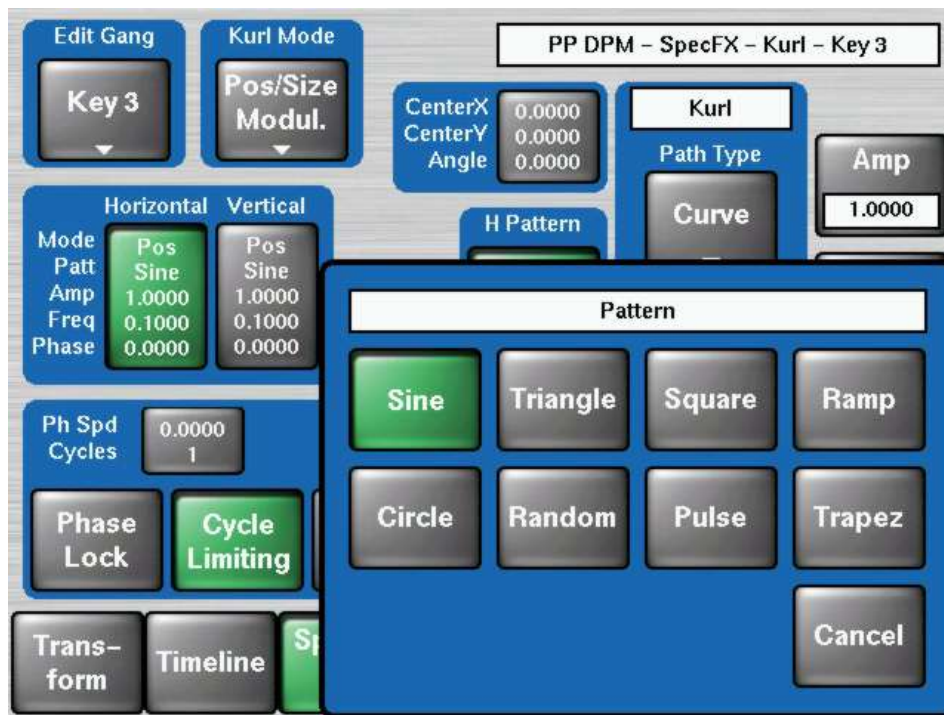 Edit Gang
Key 3
Kurl Mode
Pos/Size
Modul.
PP DPM – SpecFX – Kurl – Key 3
CenterX 0.0000
CenterY 0.0000
Angle 0.0000
Kurl
Path Type
Curve
Amp
1.0000
Horizontal Vertical
Mode Pos Pos
Patt Sine Sine
Amp 1.0000 1.0000
Freq 0.1000 0.1000
Phase 0.0000 0.0000
H Pattern
Pattern
Sine
Triangle
Square
Ramp
Circle
Random
Pulse
Trapez
Cancel
Ph Spd 0.0000
Cycles 1
Phase
Lock
Cycle
Limiting
Trans–
form
Timeline